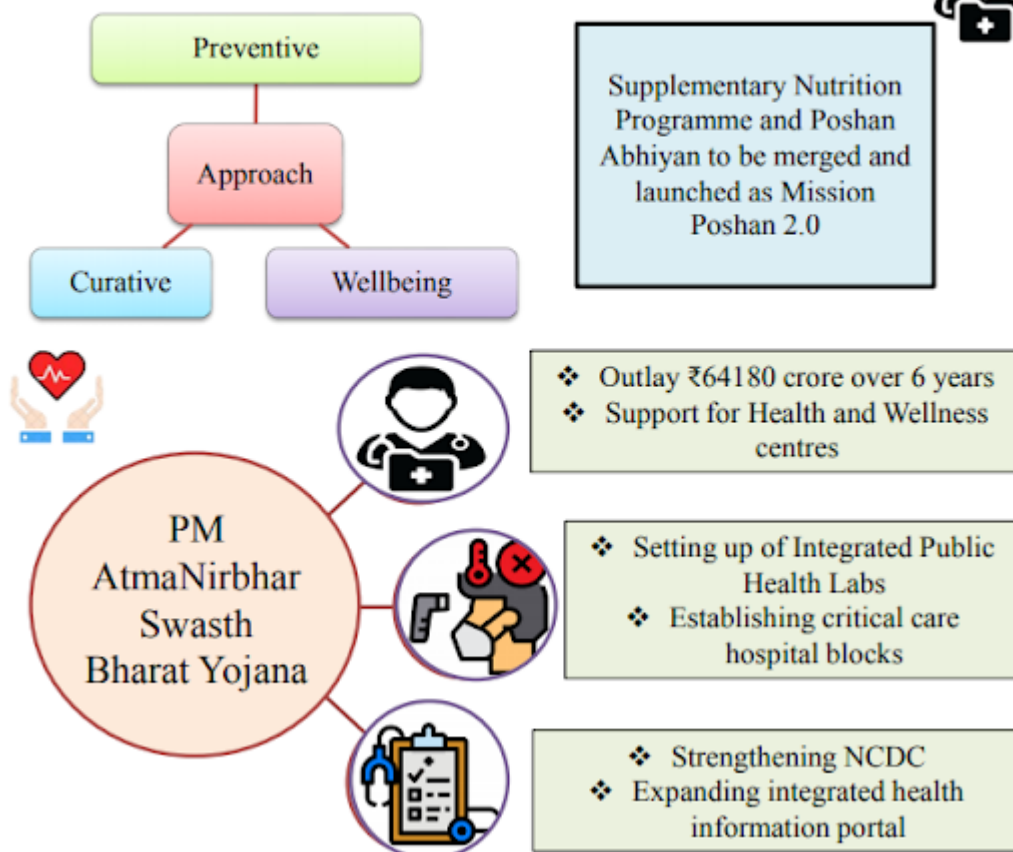 Preventive
Approach
Curative
Wellbeing
Supplementary Nutrition
Programme and Poshan
Abhiyan to be merged and
launched as Mission
Poshan 2.0
PM
AtmaNirbhar
Swasth
Bharat Yojana
❖ Outlay ₹64180 crore over 6 years
❖ Support for Health and Wellness
centres
❖ Setting up of Integrated Public
Health Labs
❖ Establishing critical care
hospital blocks
❖ Strengthening NCDC
❖ Expanding integrated health
information portal